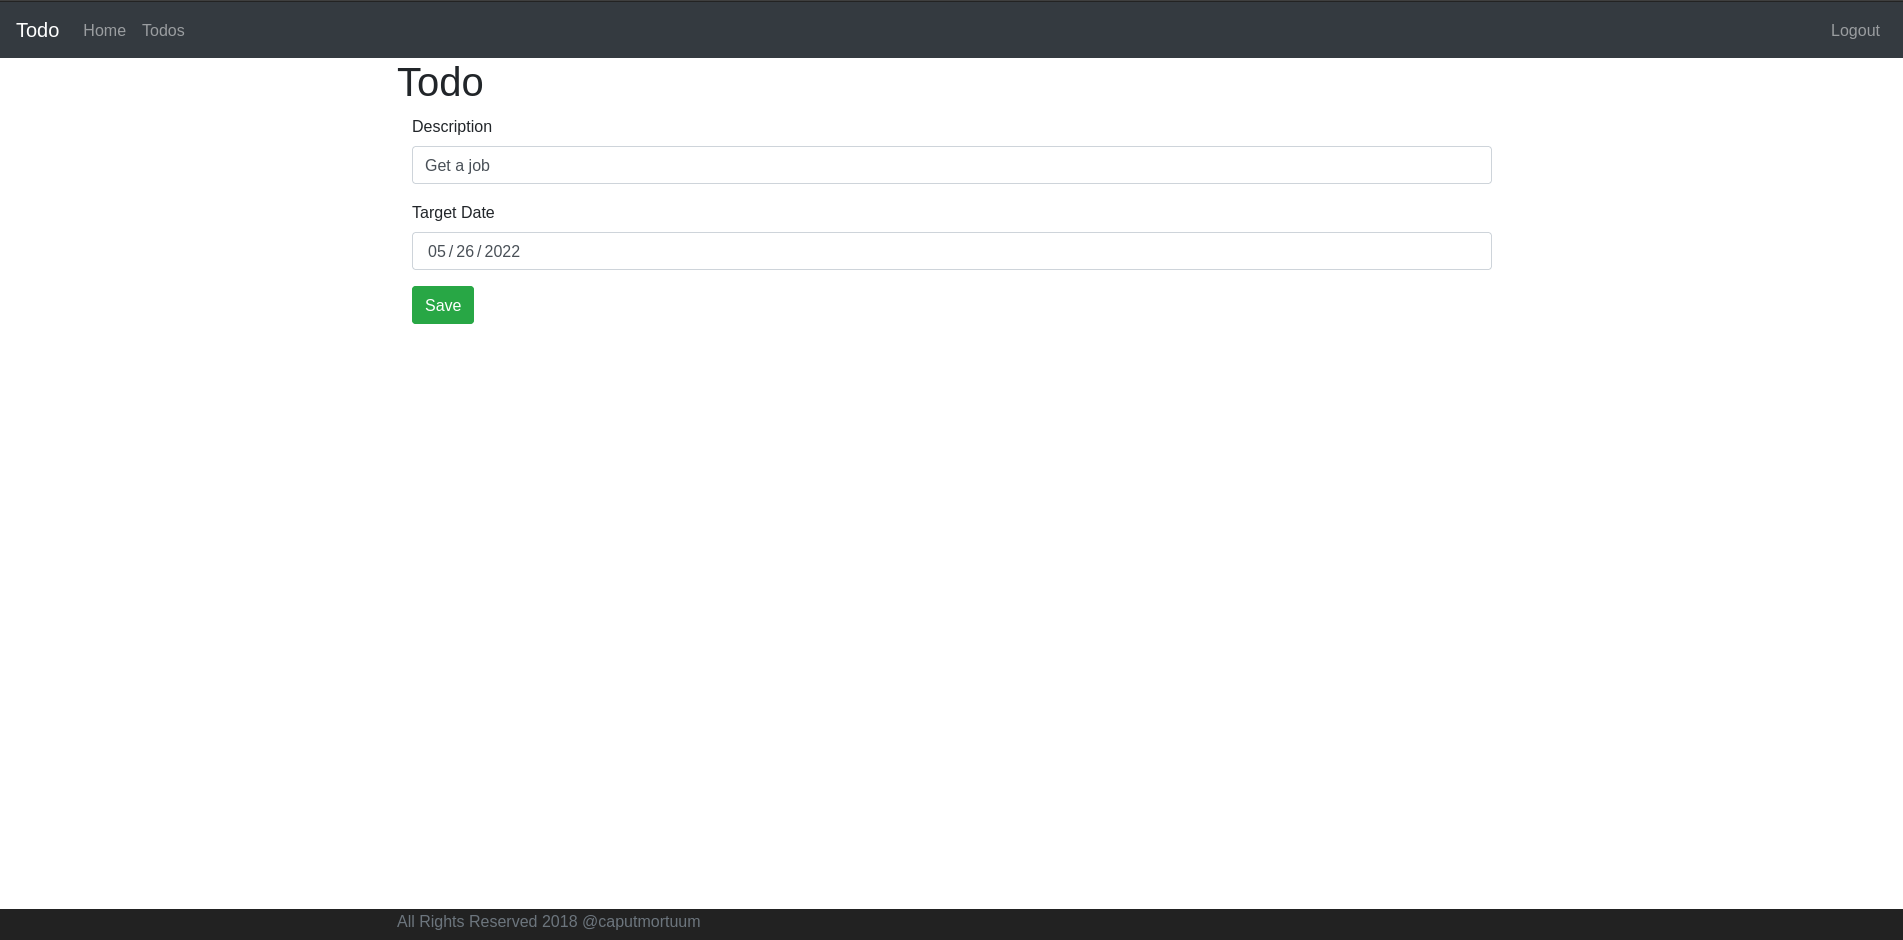 Todo Home Todos Logout
Todo
Description
Get a job
Target Date
05/26/2022
Save
All Rights Reserved 2018 @caputmortuum